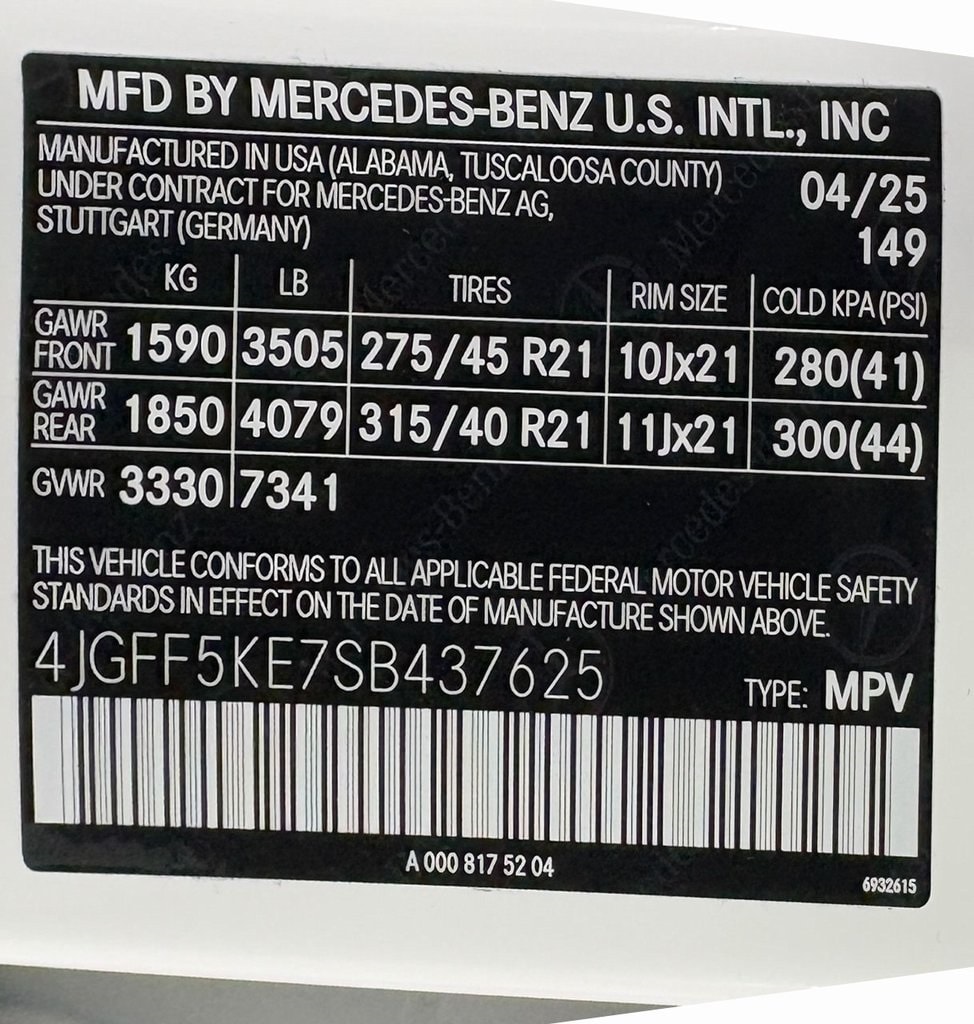 MFD BY MERCEDES-BENZ U.S. INTL., INC
MANUFACTURED IN USA (ALABAMA, TUSCALOOSA COUNTY) 04/25
UNDER CONTRACT FOR MERCEDES-BENZ AG,
STUTTGART (GERMANY) 149
KG LB TIRES RIM SIZE COLD KPA (PSI)
GAWR FRONT 1590 3505 275/45 R21 10Jx21 280(41)
GAWR REAR 1850 4079 315/40 R21 11Jx21 300(44)
GVWR 3330 7341
THIS VEHICLE CONFORMS TO ALL APPLICABLE FEDERAL MOTOR VEHICLE SAFETY
STANDARDS IN EFFECT ON THE DATE OF MANUFACTURE SHOWN ABOVE.
4JGFF5KE7SB437625 TYPE: MPV
A 000 817 52 04
6932615